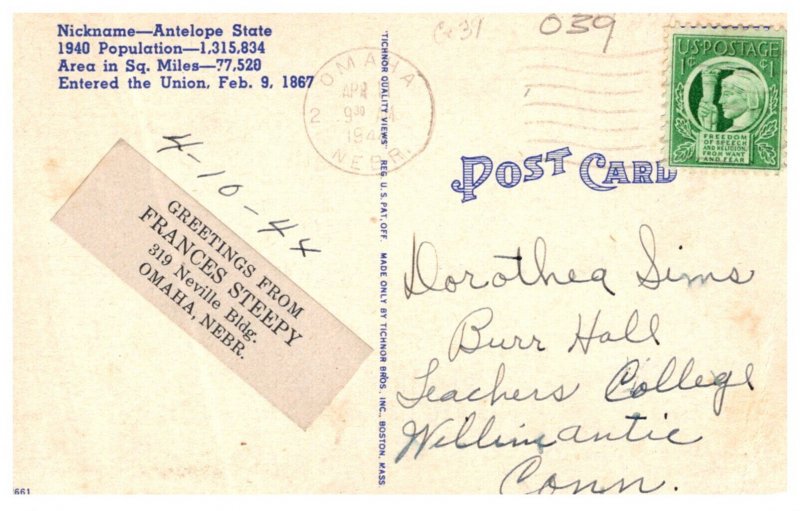 Nickname—Antelope State
1940 Population—1,315,834
Area in Sq. Miles—77,520
Entered the Union, Feb. 9, 1867
4-10-44
GREETINGS FROM
FRANCES STEEPY
319 Neville Bldg.
OMAHA, NEBR.
661
"TICHNOR QUALITY VIEWS" REG. U.S. PAT. OFF. MADE ONLY BY TICHNOR BROS. INC., BOSTON, MASS.
OMAHA
APR
2
9 30 AM
194
NEBR.
039
U.S. POSTAGE
1¢ ¢1
FREEDOM
OF SPEECH
AND RELIGION,
FROM WANT
AND FEAR
POST CARD
Dorothea Sims
Burr Hall
Teachers College
Willimantic
Conn.